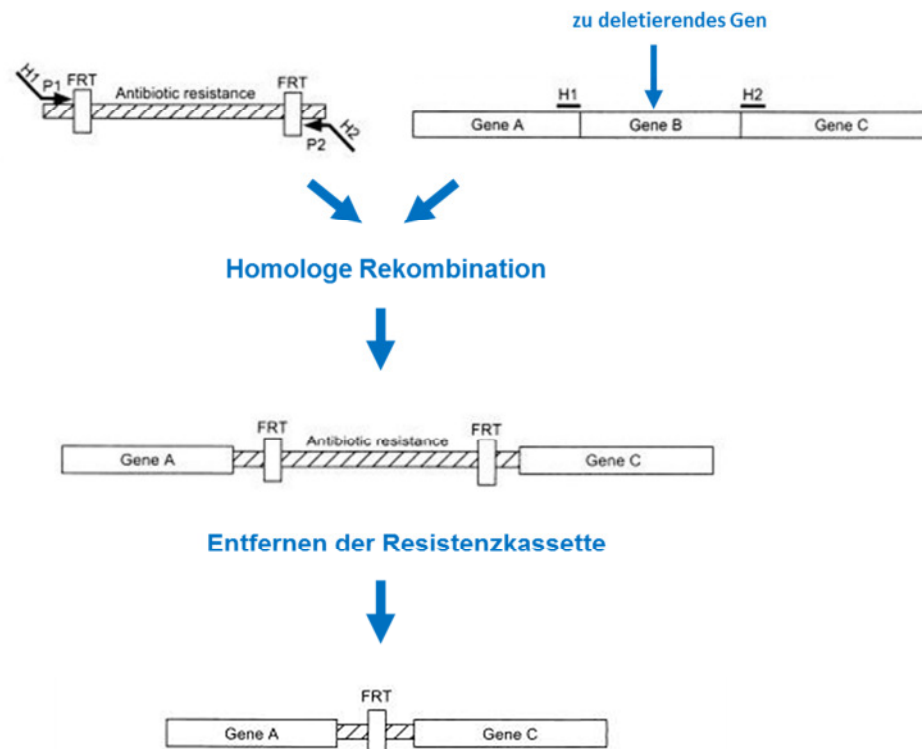 zu deletierendes Gen
H1
P1
FRT
Antibiotic resistance
FRT
P2
H2
H1
H2
Gene A
Gene B
Gene C
Homologe Rekombination
FRT
Antibiotic resistance
FRT
Gene A
Gene C
Entfernen der Resistenzkassette
FRT
Gene A
Gene C